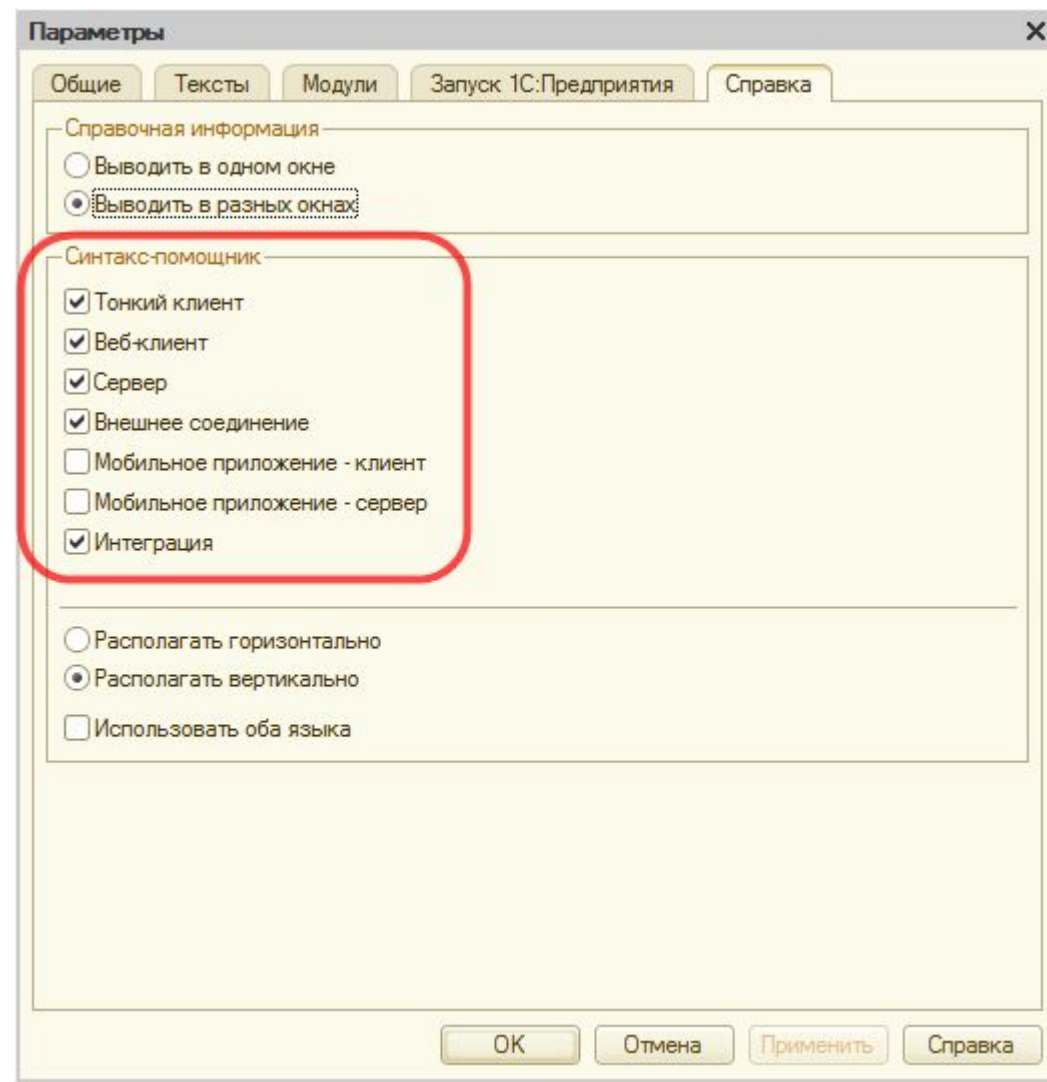 Параметры
Общие Тексты Модули Запуск 1С:Предприятия Справка
Справочная информация
Выводить в одном окне
Выводить в разных окнах
Синтакс-помощник
Тонкий клиент
Веб-клиент
Сервер
Внешнее соединение
Мобильное приложение - клиент
Мобильное приложение - сервер
Интеграция
Располагать горизонтально
Располагать вертикально
Использовать оба языка
OK Отмена Применить Справка